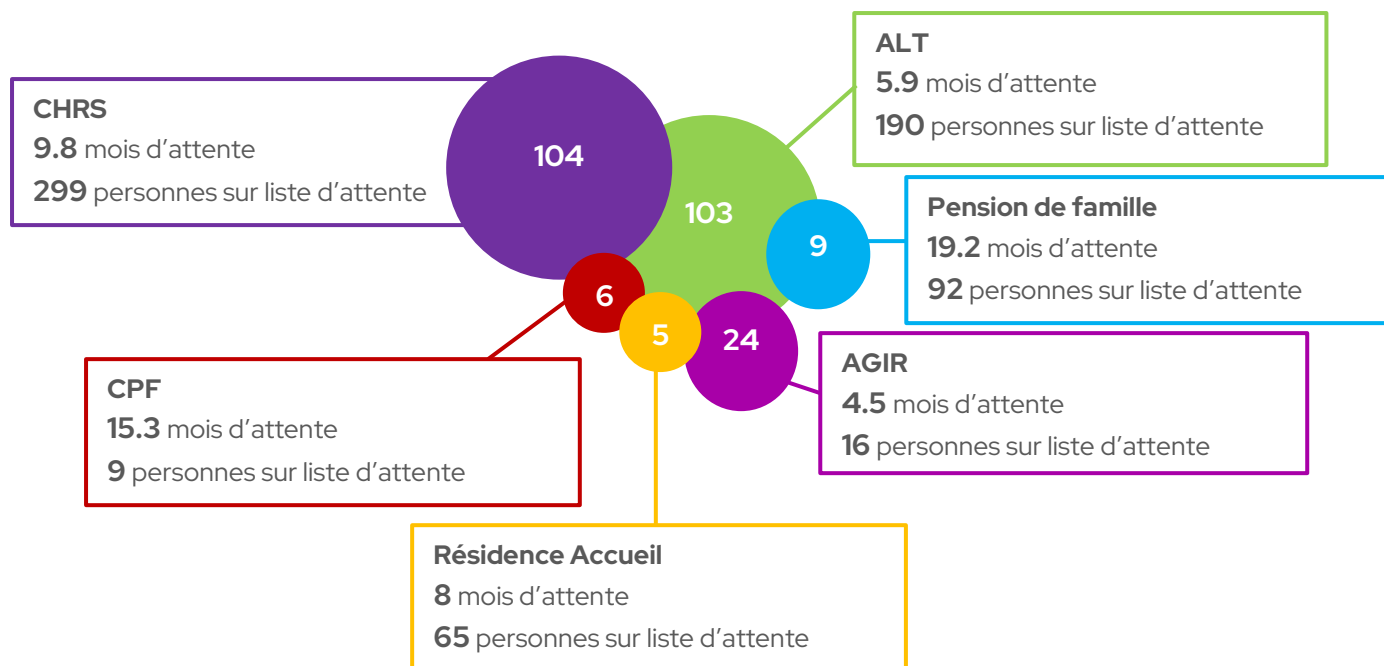 CHRS
9.8 mois d'attente
299 personnes sur liste d'attente
104
ALT
5.9 mois d'attente
190 personnes sur liste d'attente
103
Pension de famille
19.2 mois d'attente
92 personnes sur liste d'attente
9
6
5
24
CPF
15.3 mois d'attente
9 personnes sur liste d'attente
AGIR
4.5 mois d'attente
16 personnes sur liste d'attente
Résidence Accueil
8 mois d'attente
65 personnes sur liste d'attente